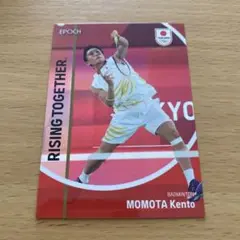 EPOCH
RISING TOGETHER
TOKYO
BADMINTON
MOMOTA Kento